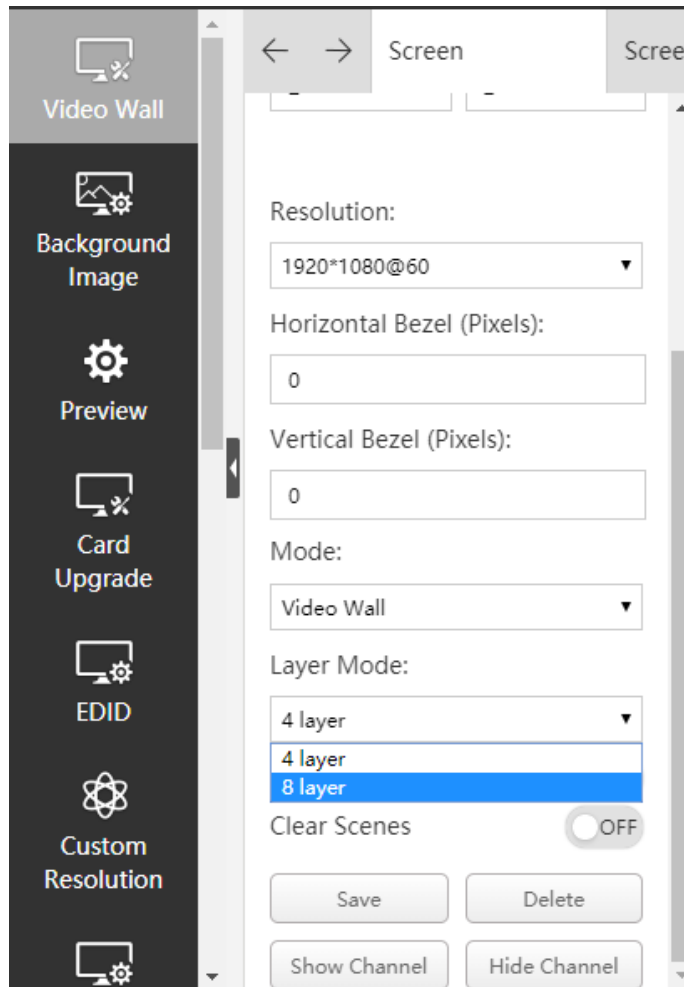 Video Wall
Background
Image
Preview
Card
Upgrade
EDID
Custom
Resolution
Screen
Scree
Resolution:
1920*1080@60
Horizontal Bezel (Pixels):
0
Vertical Bezel (Pixels):
0
Mode:
Video Wall
Layer Mode:
4 layer
4 layer
8 layer
Clear Scenes
OFF
Save
Delete
Show Channel
Hide Channel